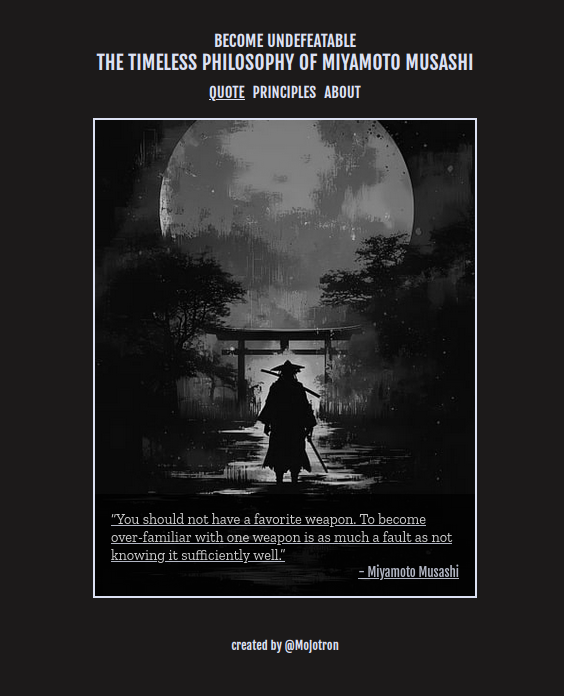 BECOME UNDEFEATABLE
THE TIMELESS PHILOSOPHY OF MIYAMOTO MUSASHI
QUOTE PRINCIPLES ABOUT
"You should not have a favorite weapon. To become
over-familiar with one weapon is as much a fault as not
knowing it sufficiently well."
- Miyamoto Musashi
created by @Mojotron